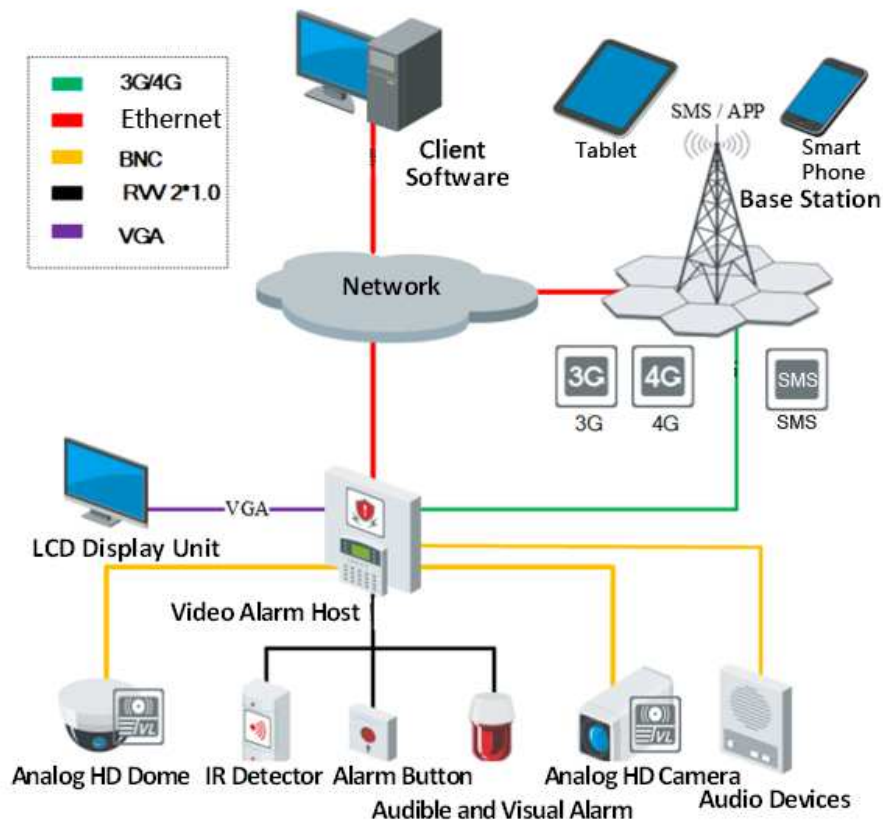 3G/4G
Ethernet
BNC
RVV 2*1.0
VGA
Client
Software
SMS / APP
Tablet
Smart
Phone
Base Station
Network
3G
4G
SMS
3G
4G
SMS
VGA
LCD Display Unit
Video Alarm Host
IVL
IVL
Analog HD Dome
IR Detector
Alarm Button
Analog HD Camera
Audible and Visual Alarm
Audio Devices